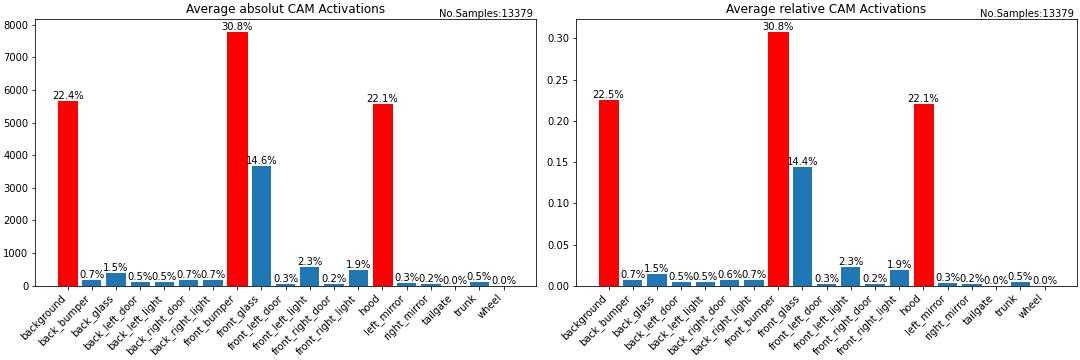 Average absolut CAM Activations
No.Samples:13379
8000
7000
6000
5000
4000
3000
2000
1000
0
22.4%
0.7%
1.5%
0.5%
0.5%
0.7%
0.7%
30.8%
14.6%
0.3%
2.3%
0.2%
1.9%
22.1%
0.3%
0.2%
0.0%
0.5%
0.0%
background
back_bumper
back_glass
back_left_door
back_left_light
back_right_door
back_right_light
front_bumper
front_glass
front_left_door
front_left_light
front_right_door
front_right_light
hood
left_mirror
right_mirror
tailgate
trunk
wheel
Average relative CAM Activations
No.Samples:13379
0.30
0.25
0.20
0.15
0.10
0.05
0.00
22.5%
0.7%
1.5%
0.5%
0.5%
0.6%
0.7%
30.8%
14.4%
0.3%
2.3%
0.2%
1.9%
22.1%
0.3%
0.2%
0.0%
0.5%
0.0%
background
back_bumper
back_glass
back_left_door
back_left_light
back_right_door
back_right_light
front_bumper
front_glass
front_left_door
front_left_light
front_right_door
front_right_light
hood
left_mirror
right_mirror
tailgate
trunk
wheel